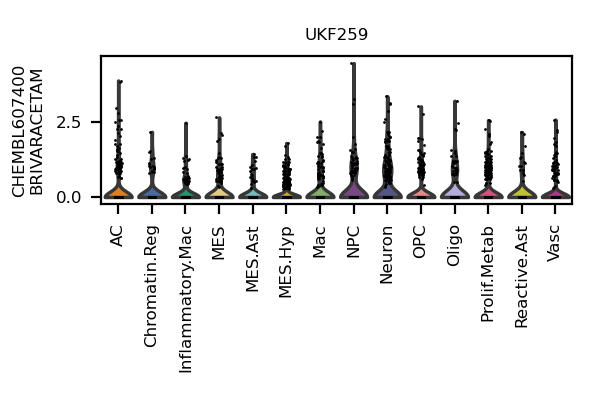 UKF259
CHEMBL607400
BRIVARACETAM
2.5
0.0
AC
Chromatin.Reg
Inflammatory.Mac
MES
MES.Ast
MES.Hyp
Mac
NPC
Neuron
OPC
Oligo
Prolif.Metab
Reactive.Ast
Vasc